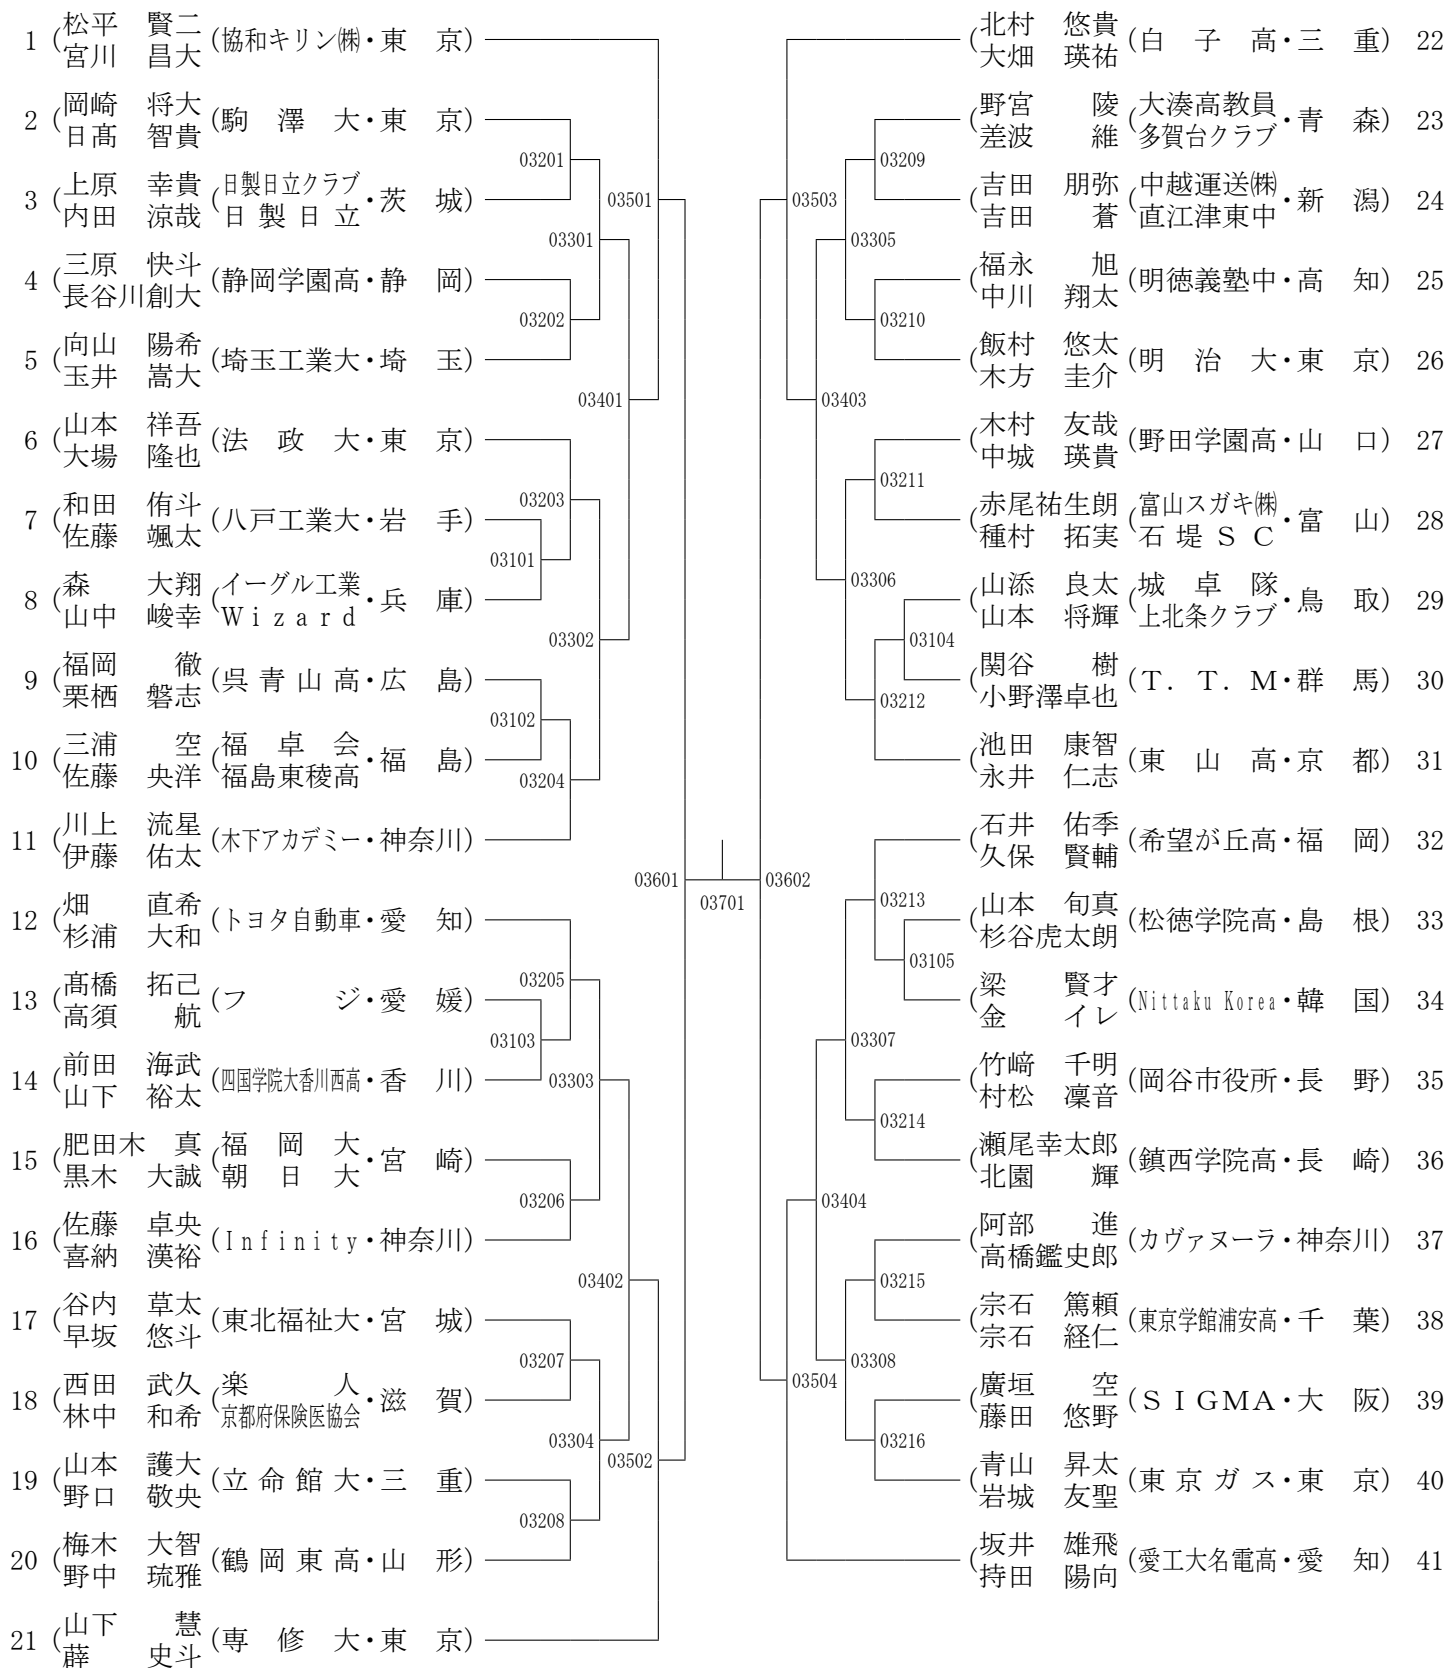 1 (松平 賢二 宮川 昌大 (協和キリン㈱・東 京)
2 (岡崎 将大 日髙 智貴 (駒 澤 大・東 京)
3 (上原 幸貴 内田 涼哉 (日製日立クラブ 日製日立・茨 城)
4 (三原 快斗 長谷川創大 (静岡学園高・静 岡)
5 (向山 陽希 玉井 嵩大 (埼玉工業大・埼 玉)
6 (山本 祥吾 大場 隆也 (法 政 大・東 京)
7 (和田 侑斗 佐藤 颯太 (八戸工業大・岩 手)
8 (森 大翔 山中 峻幸 (イーグル工業 Wizard・兵 庫)
9 (福岡 徹 栗栖 磐志 (呉青山高・広 島)
10 (三浦 空 佐藤 央洋 (福卓会 福島東稜高・福 島)
11 (川上 流星 伊藤 佑太 (木下アカデミー・神奈川)
12 (畑 直希 杉浦 大和 (トヨタ自動車・愛 知)
13 (髙橋 拓己 高須 航 (フ ジ・愛 媛)
14 (前田 海武 山下 裕太 (四国学院大香川西高・香 川)
15 (肥田木 真 黒木 大誠 (福岡大 朝日大・宮 崎)
16 (佐藤 卓央 喜納 漢裕 (Infinity・神奈川)
17 (谷内 草太 早坂 悠斗 (東北福祉大・宮 城)
18 (西田 武久 林中 和希 (楽 人 京都府保険医協会・滋 賀)
19 (山本 護大 野口 敬央 (立命館大・三 重)
20 (梅木 大智 野中 琉雅 (鶴岡東高・山 形)
21 (山下 慧 薜 史斗 (専 修 大・東 京)
03201
03202
03203
03101
03102
03204
03205
03103
03206
03207
03208
03301
03302
03303
03304
03401
03402
03501
03502
03601
03701
03602
03503
03504
03403
03404
03305
03306
03307
03308
03209
03210
03211
03104
03212
03213
03105
03214
03215
03216
(北村 悠貴 大畑 瑛祐 (白 子 高・三 重) 22
(野宮 陵 差波 維 (大湊高教員 多賀台クラブ・青 森) 23
(吉田 朋弥 吉田 蒼 (中越運送㈱ 直江津東中・新 潟) 24
(福永 旭 中川 翔太 (明徳義塾中・高 知) 25
(飯村 悠太 木方 圭介 (明 治 大・東 京) 26
(木村 友哉 中城 瑛貴 (野田学園高・山 口) 27
(赤尾祐生朗 種村 拓実 (富山スガキ㈱ 石堤SC・富 山) 28
(山添 良太 山本 将輝 (城卓隊 上北条クラブ・鳥 取) 29
(関谷 樹 小野澤卓也 (T．T．M・群 馬) 30
(池田 康智 永井 仁志 (東 山 高・京 都) 31
(石井 佑季 久保 賢輔 (希望が丘高・福 岡) 32
(山本 旬真 杉谷虎太朗 (松徳学院高・島 根) 33
(梁 賢才 金 イレ (Nittaku Korea・韓 国) 34
(竹﨑 千明 村松 凜音 (岡谷市役所・長 野) 35
(瀬尾幸太郎 北園 輝 (鎮西学院高・長 崎) 36
(阿部 進 高橋鑑史郎 (カヴァヌーラ・神奈川) 37
(宗石 篤頼 宗石 経仁 (東京学館浦安高・千 葉) 38
(廣垣 空 藤田 悠野 (SIGMA・大 阪) 39
(青山 昇太 岩城 友聖 (東京ガス・東 京) 40
(坂井 雄飛 持田 陽向 (愛工大名電高・愛 知) 41